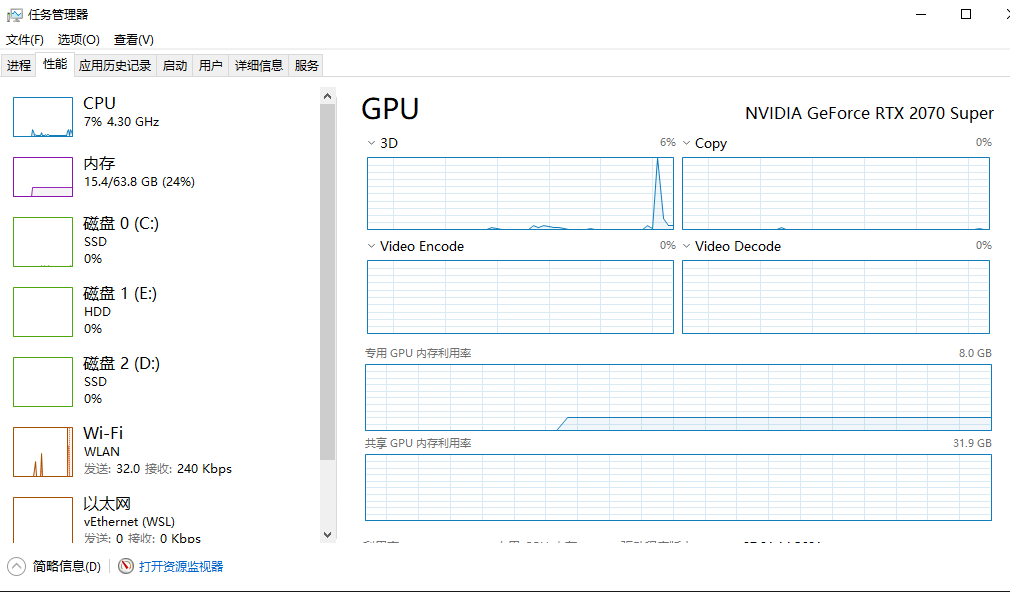 任务管理器
文件(F) 选项(O) 查看(V)
进程 性能 应用历史记录 启动 用户 详细信息 服务
CPU
7% 4.30 GHz
内存
15.4/63.8 GB (24%)
磁盘 0 (C:)
SSD
0%
磁盘 1 (E:)
HDD
0%
磁盘 2 (D:)
SSD
0%
Wi-Fi
WLAN
发送: 32.0 接收: 240 Kbps
以太网
vEthernet (WSL)
发送: 0 接收: 0 Kbps
GPU
NVIDIA GeForce RTX 2070 Super
3D 6%
Copy 0%
Video Encode 0%
Video Decode 0%
专用 GPU 内存利用率 8.0 GB
共享 GPU 内存利用率 31.9 GB
简略信息(D) 打开资源监视器